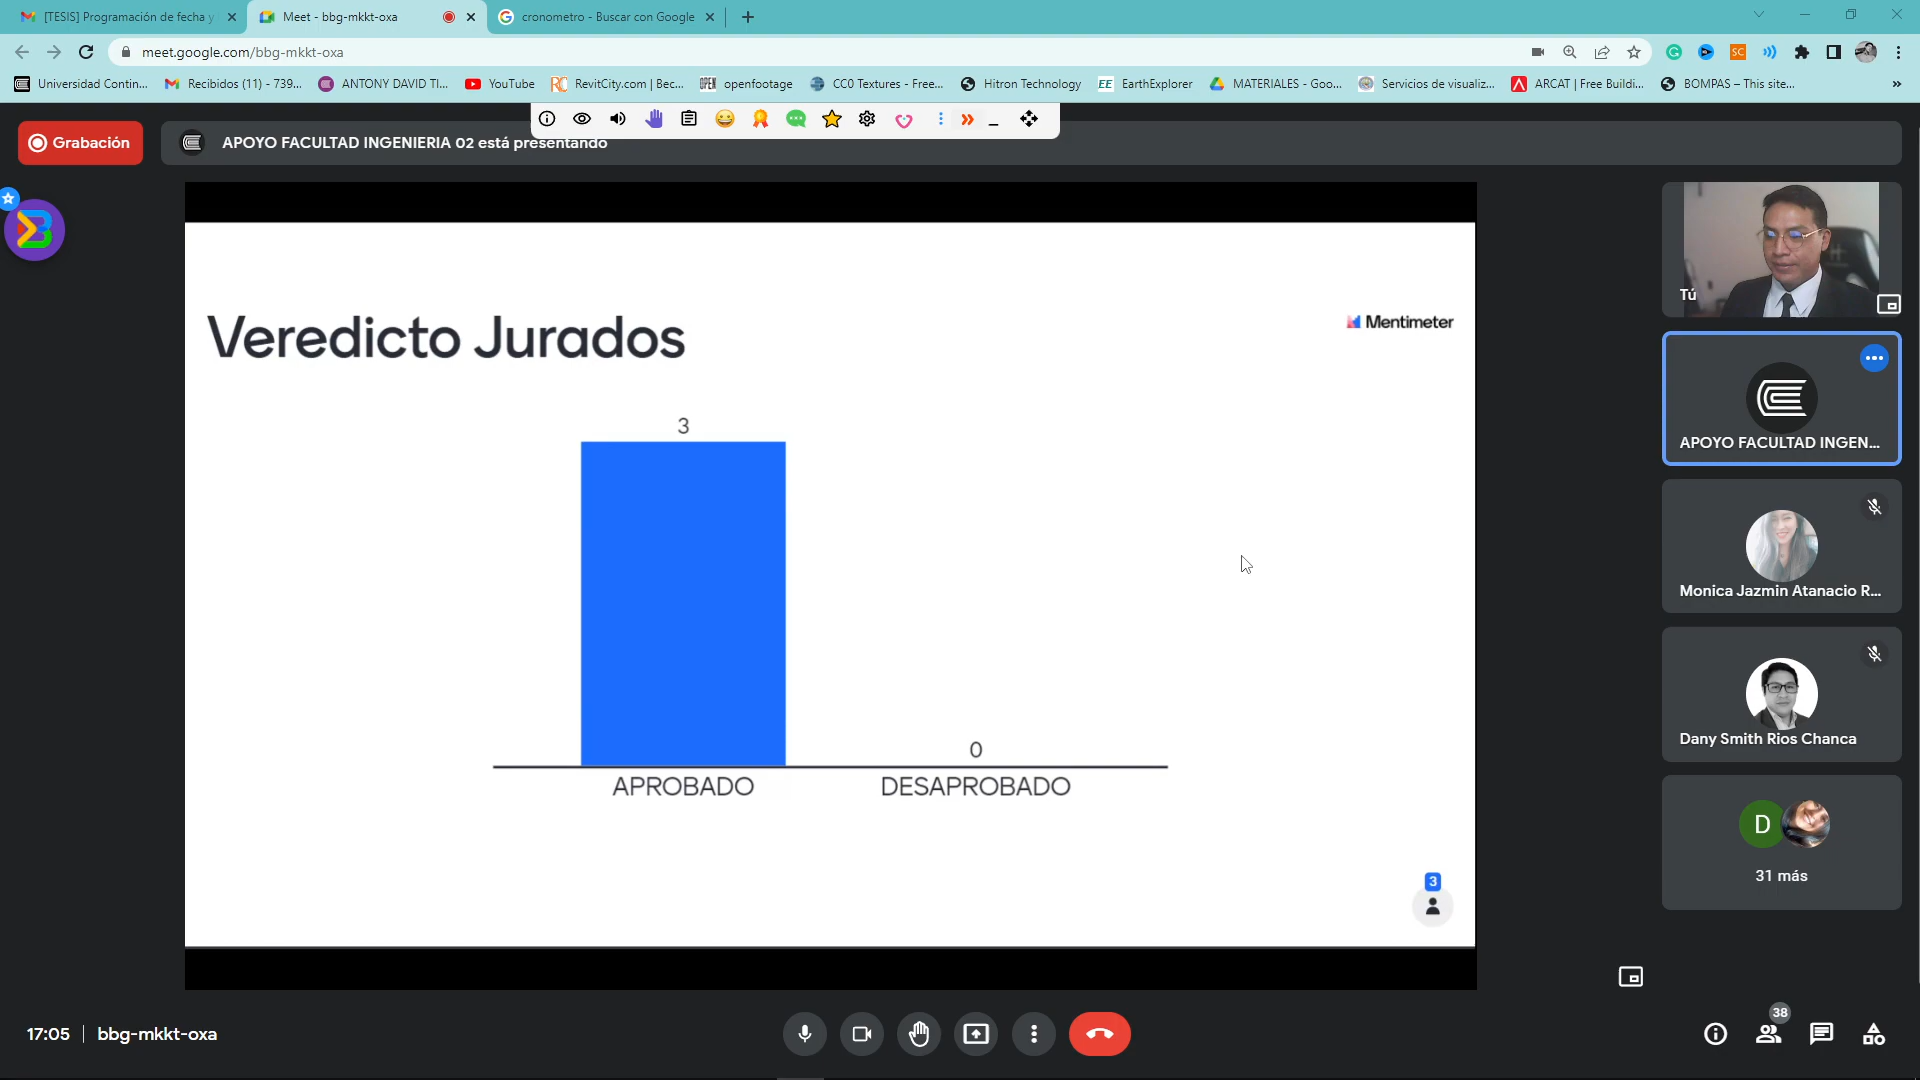 [TESIS] Programación de fecha y
Meet - bbg-mkkt-oxa
cronometro - Buscar con Google
meet.google.com/bbg-mkkt-oxa
SC
Universidad Contin...
Recibidos (11) - 739...
ANTONY DAVID TI...
YouTube
RC
RevitCity.com | Bec...
OPEN
openfootage
CC0 Textures - Free...
Hitron Technology
EE
EarthExplorer
MATERIALES - Goo...
Servicios de visualiz...
ARCAT | Free Buildi...
BOMPAS – This site...
Grabación
APOYO FACULTAD INGENIERIA 02 está presentando
Veredicto Jurados
Mentimeter
3
0
APROBADO
DESAPROBADO
3
Tú
APOYO FACULTAD INGEN...
Monica Jazmin Atanacio R...
Dany Smith Rios Chanca
D
31 más
17:05
bbg-mkkt-oxa
38